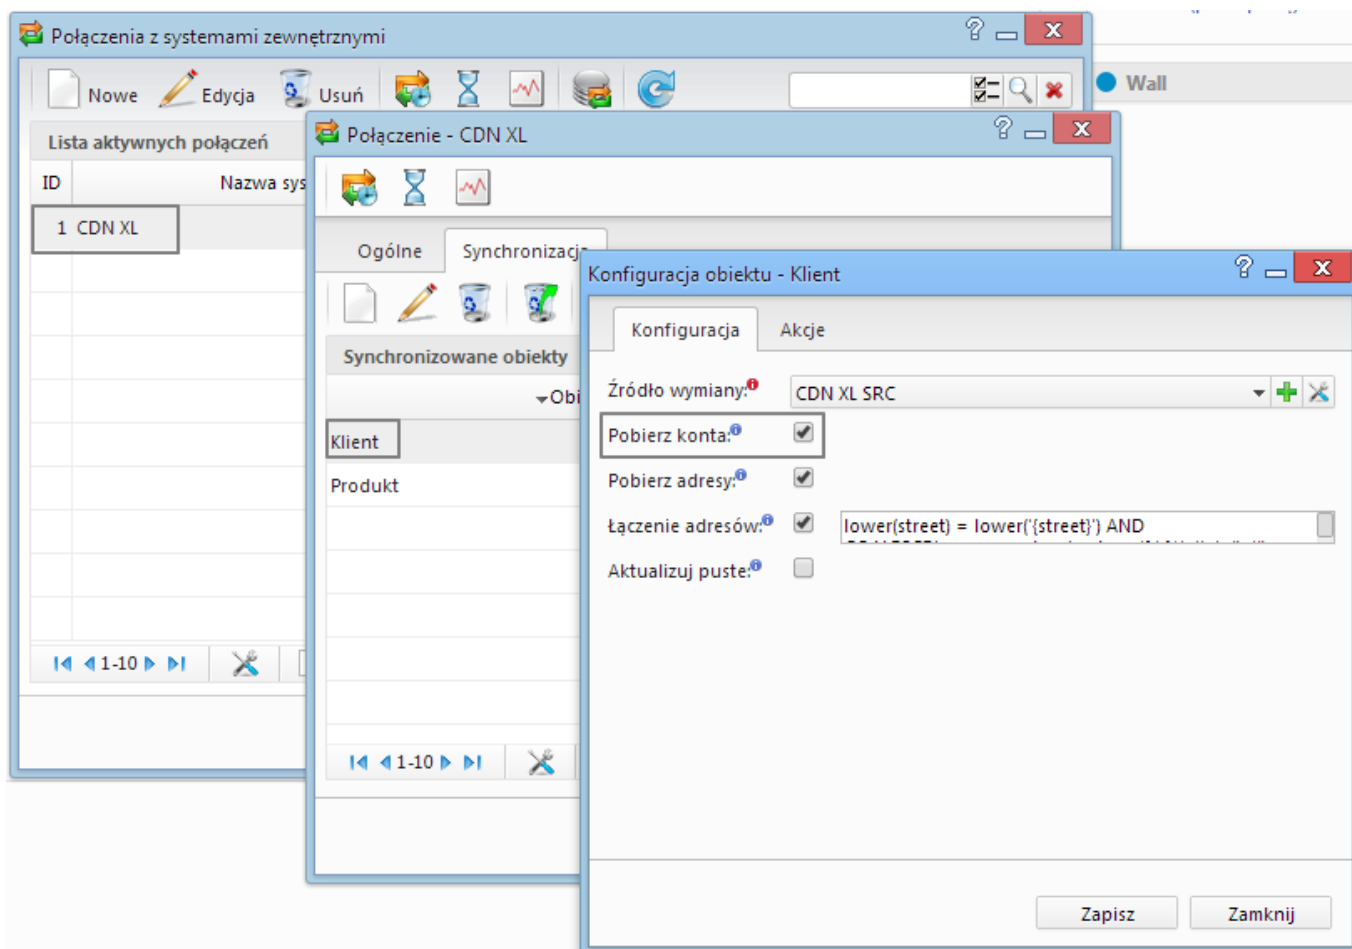 Połączenia z systemami zewnętrznymi
Nowe Edycja Usuń
Wall
Lista aktywnych połączeń
ID Nazwa sys
1 CDN XL
1-10
Połączenie - CDN XL
Ogólne Synchronizacja
Synchronizowane obiekty
Obi
Klient
Produkt
1-10
Konfiguracja obiektu - Klient
Konfiguracja Akcje
Źródło wymiany: CDN XL SRC
Pobierz konta:
Pobierz adresy:
Łączenie adresów: lower(street) = lower('{street}') AND
Aktualizuj puste:
Zapisz Zamknij